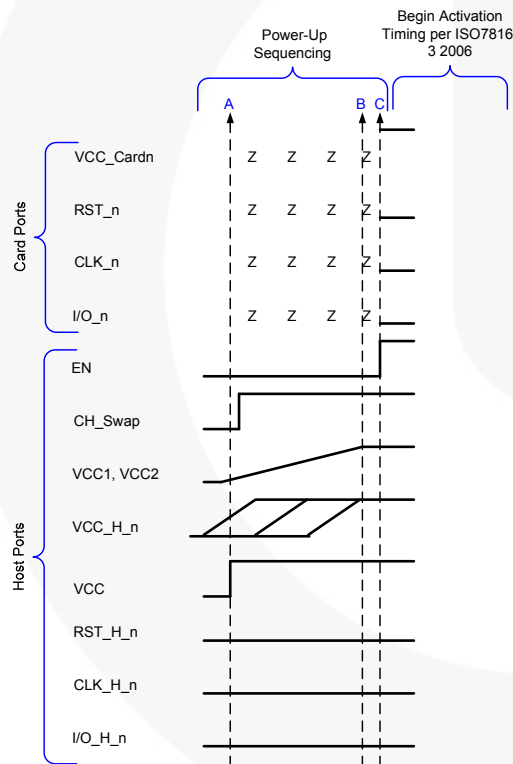 Begin Activation
Timing per ISO7816
3 2006
Power-Up
Sequencing
A B C
Card Ports
VCC_Cardn Z Z Z Z
RST_n Z Z Z Z
CLK_n Z Z Z Z
I/O_n Z Z Z Z
Host Ports
EN
CH_Swap
VCC1, VCC2
VCC_H_n
VCC
RST_H_n
CLK_H_n
I/O_H_n